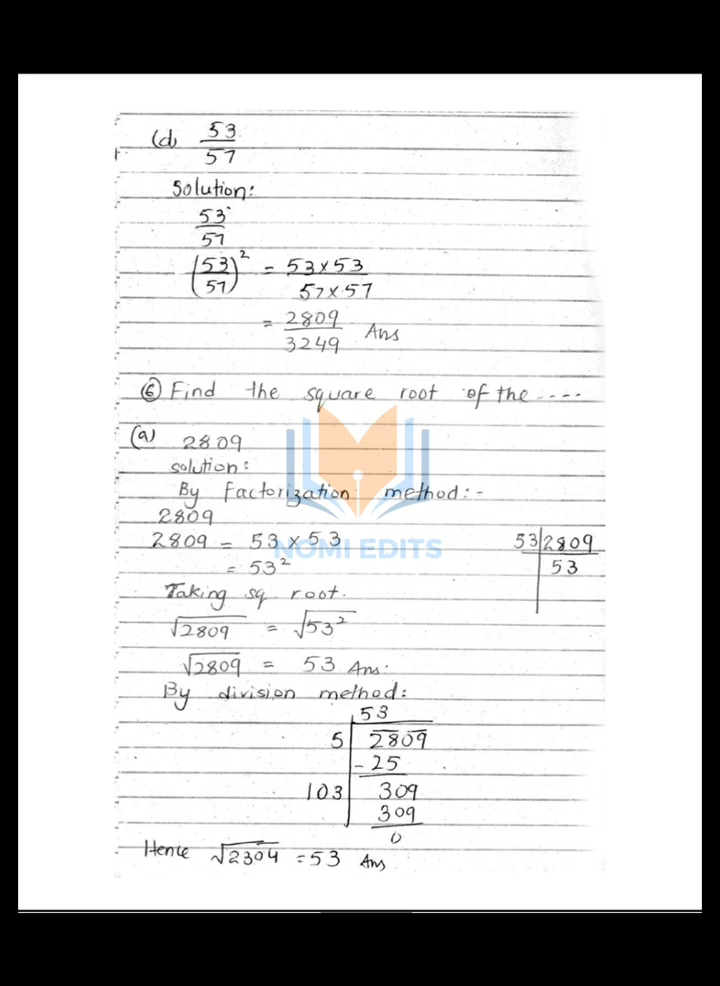 (d) 53/57
Solution:
53/57
(53/57)² = 53×53 / 57×57
= 2809/3249 Ans
⑥ Find the square root of the ----
(a) 2809
solution:
By factorization method:-
2809
2809 = 53 × 53
53|2809
= 53²
53
Taking sq root.
√2809 = √53²
√2809 = 53 Ans.
By division method:
53
5 | 2809
-25
103 | 309
309
0
Hence √2304 = 53 Ans
NOMI EDITS